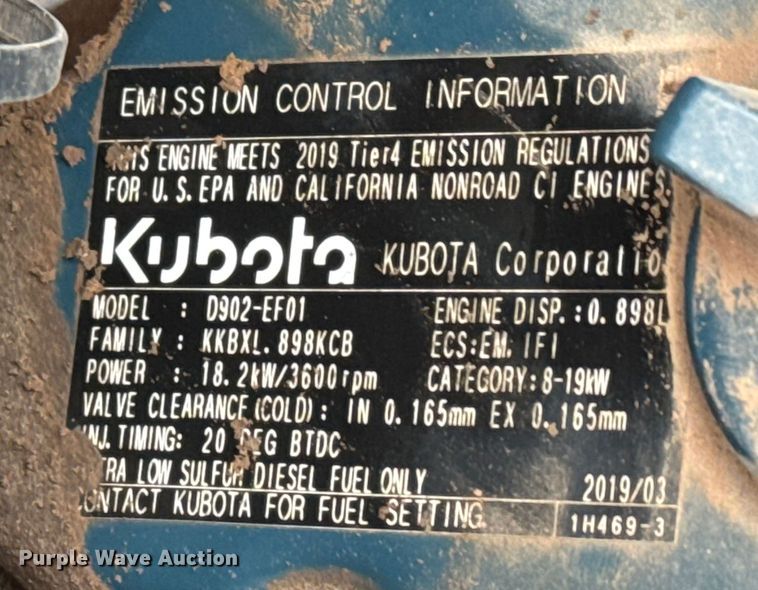 EMISSION CONTROL INFORMATION
THIS ENGINE MEETS 2019 Tier4 EMISSION REGULATIONS
FOR U.S. EPA AND CALIFORNIA NONROAD CI ENGINES.
Kubota KUBOTA Corporatio
MODEL : D902-EF01 ENGINE DISP.:0.898L
FAMILY : KKBXL.898KCB ECS:EM, IFI
POWER : 18.2kW/3600rpm CATEGORY:8-19kW
VALVE CLEARANCE(COLD): IN 0.165mm EX 0.165mm
INJ. TIMING: 20 DEG BTDC
ULTRA LOW SULFUR DIESEL FUEL ONLY 2019/03
CONTACT KUBOTA FOR FUEL SETTING. 1H469-3
Purple Wave Auction